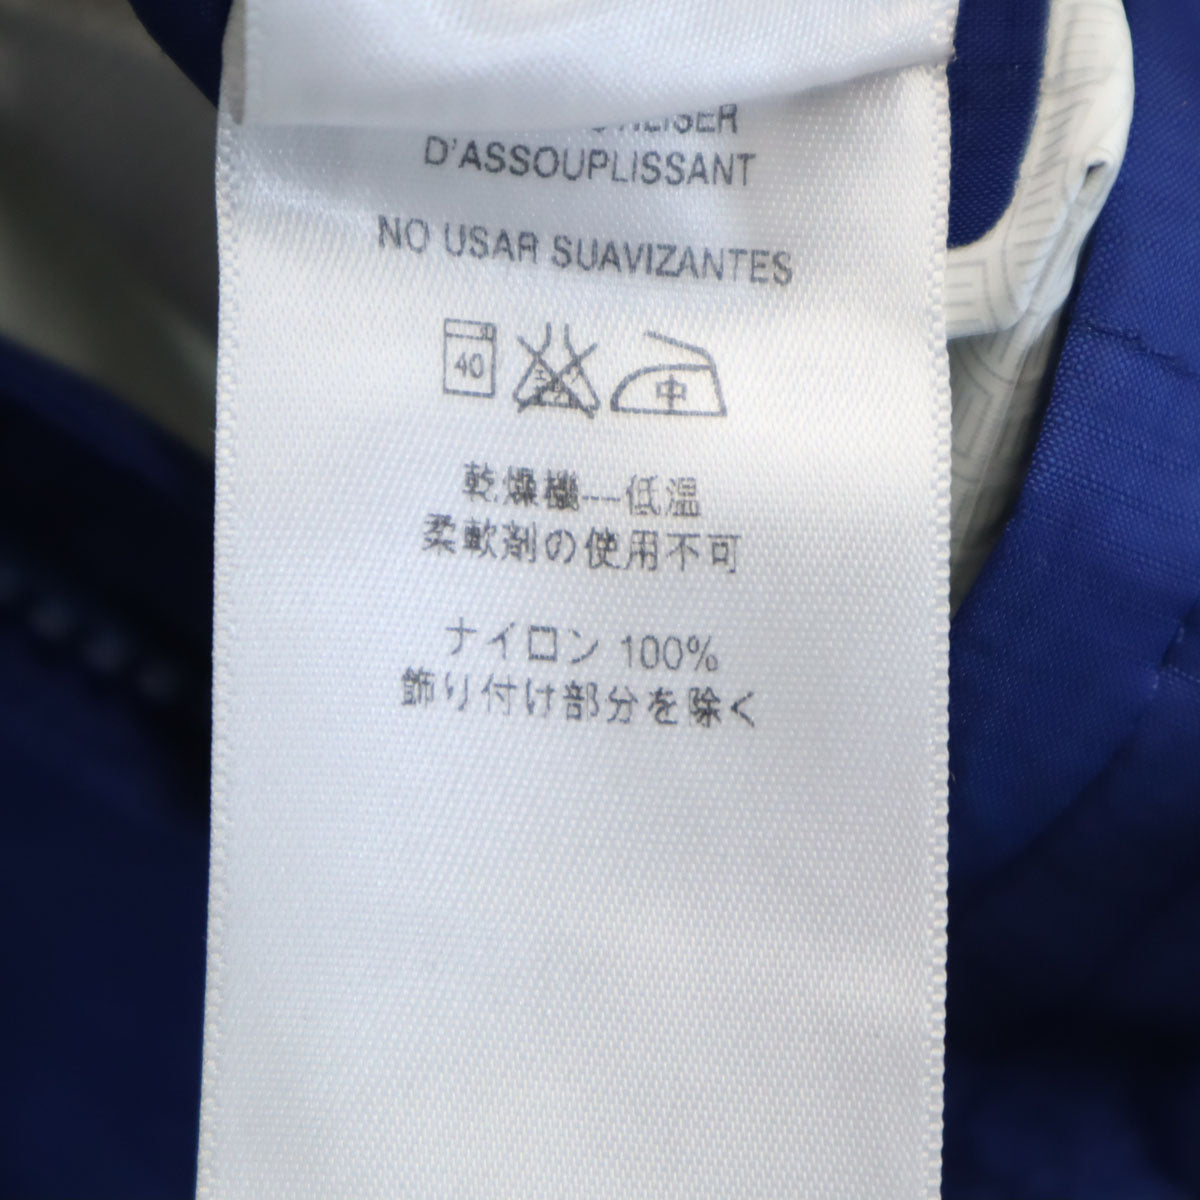 UTILISER
D'ASSOUPLISSANT
NO USAR SUAVIZANTES
40 中
乾燥機—低温
柔軟剤の使用不可
ナイロン 100%
飾り付け部分を除く